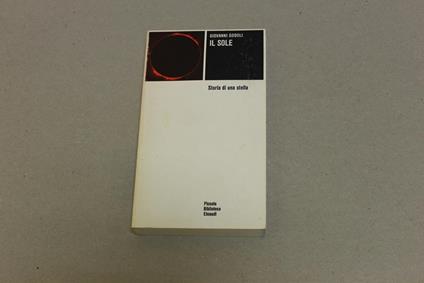 GIOVANNI GODOLI
IL SOLE
Storia di una stella
Piccola
Biblioteca
Einaudi